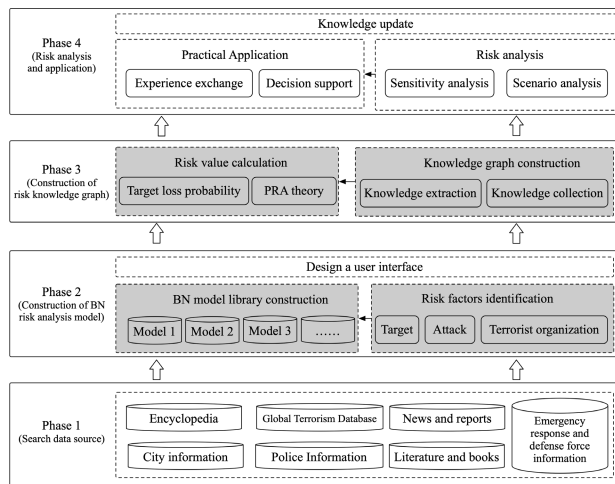 Knowledge update
Phase 4
(Risk analysis
and application)
Practical Application
Experience exchange
Decision support
Risk analysis
Sensitivity analysis
Scenario analysis
Phase 3
(Construction of
risk knowledge graph)
Risk value calculation
Target loss probability
PRA theory
Knowledge graph construction
Knowledge extraction
Knowledge collection
Phase 2
(Construction of BN
risk analysis model)
Design a user interface
BN model library construction
Model 1
Model 2
Model 3
......
Risk factors identification
Target
Attack
Terrorist organization
Phase 1
(Search data source)
Encyclopedia
Global Terrorism Database
News and reports
City information
Police Information
Literature and books
Emergency
response and
defense force
information